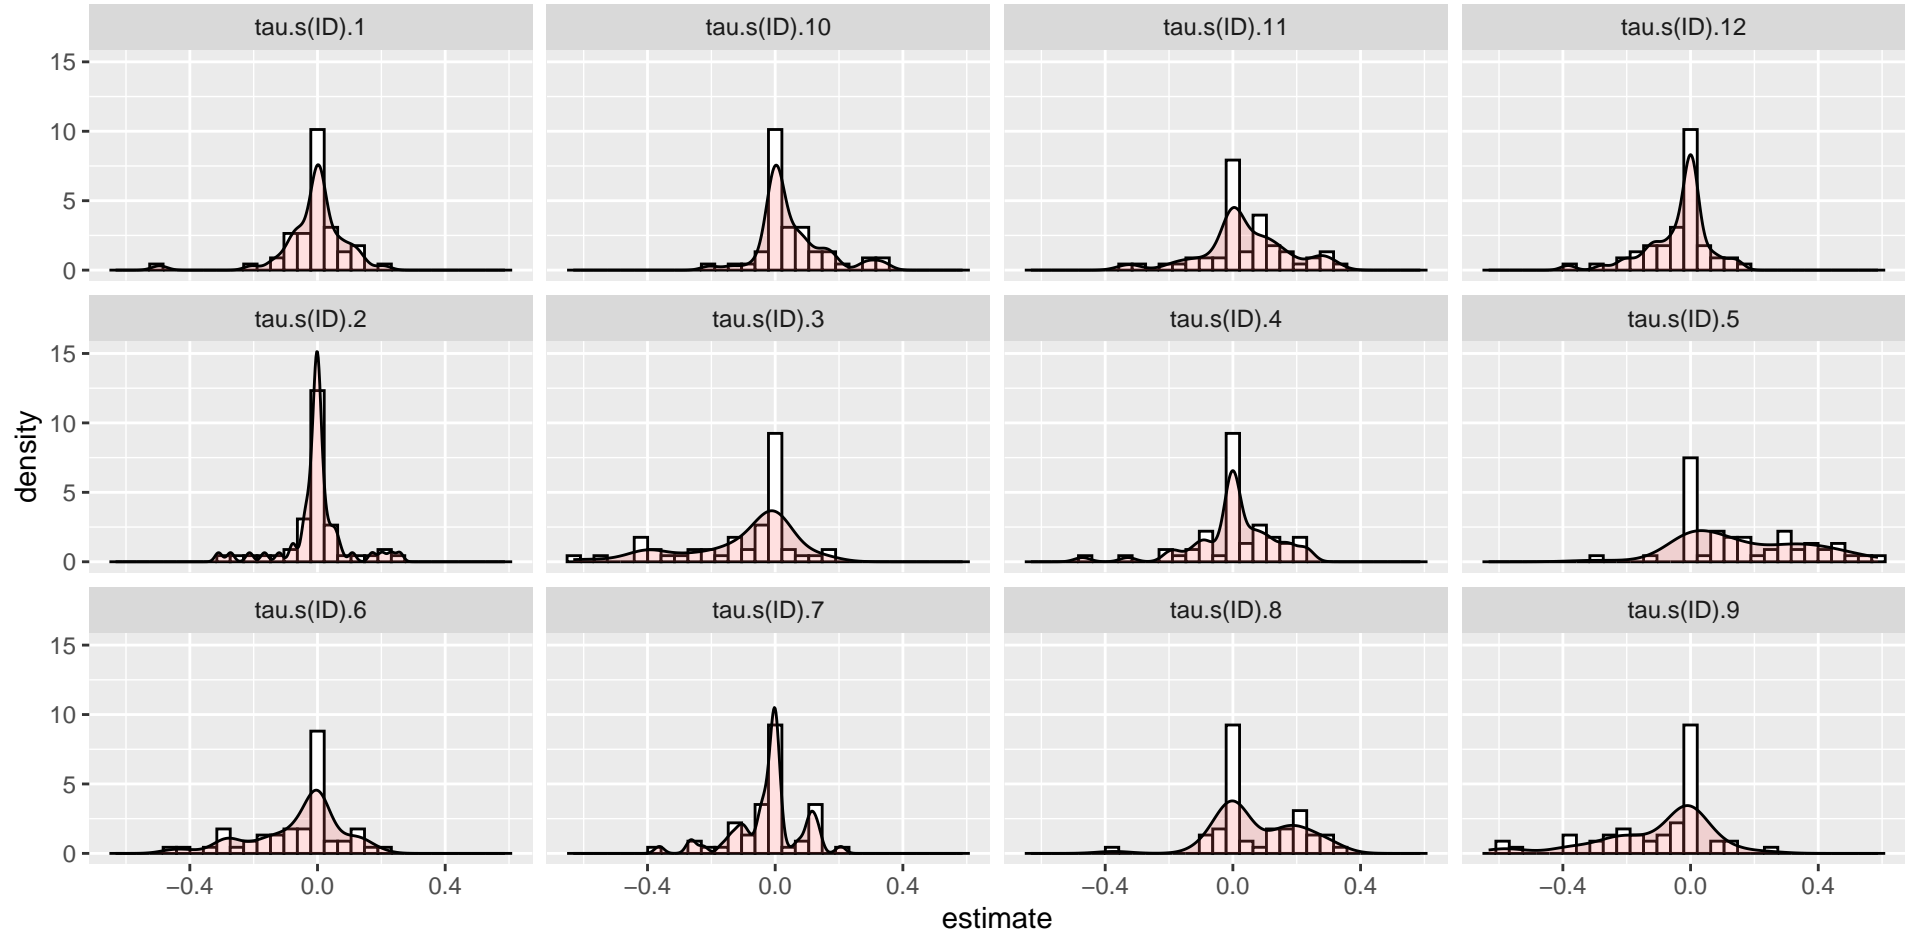 tau.s(ID).1 tau.s(ID).10 tau.s(ID).11 tau.s(ID).12
15
10
5
0
tau.s(ID).2 tau.s(ID).3 tau.s(ID).4 tau.s(ID).5
15
10
5
0
density
tau.s(ID).6 tau.s(ID).7 tau.s(ID).8 tau.s(ID).9
15
10
5
0
−0.4 0.0 0.4 −0.4 0.0 0.4 −0.4 0.0 0.4 −0.4 0.0 0.4
estimate